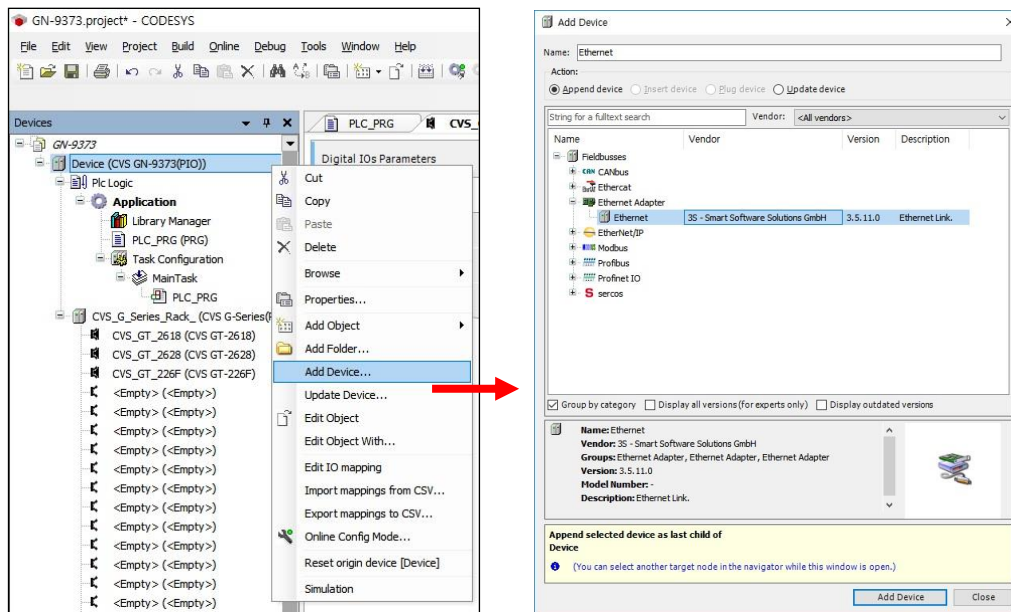 GN-9373.project* - CODESYS
File Edit View Project Build Online Debug Tools Window Help
Devices
GN-9373
Device (CVS GN-9373(PIO))
Plc Logic
Application
Library Manager
PLC_PRG (PRG)
Task Configuration
MainTask
PLC_PRG
CVS_G_Series_Rack_ (CVS G-Series(
CVS_GT_2618 (CVS GT-2618)
CVS_GT_2628 (CVS GT-2628)
CVS_GT_226F (CVS GT-226F)
<Empty> (<Empty>)
<Empty> (<Empty>)
<Empty> (<Empty>)
<Empty> (<Empty>)
<Empty> (<Empty>)
<Empty> (<Empty>)
<Empty> (<Empty>)
<Empty> (<Empty>)
<Empty> (<Empty>)
<Empty> (<Empty>)
<Empty> (<Empty>)
<Empty> (<Empty>)
PLC_PRG CVS_
Digital IOs Parameters
Cut
Copy
Paste
Delete
Browse
Properties...
Add Object
Add Folder...
Add Device...
Update Device...
Edit Object
Edit Object With...
Edit IO mapping
Import mappings from CSV...
Export mappings to CSV...
Online Config Mode...
Reset origin device [Device]
Simulation
Add Device
Name: Ethernet
Action:
Append device Insert device Plug device Update device
String for a fulltext search Vendor: <All vendors>
Name Vendor Version Description
Fieldbusses
CAN CANbus
Ethercat
Ethernet Adapter
Ethernet 3S - Smart Software Solutions GmbH 3.5.11.0 Ethernet Link.
EtherNet/IP
Modbus
Profibus
Profinet IO
sercos
Group by category Display all versions (for experts only) Display outdated versions
Name: Ethernet
Vendor: 3S - Smart Software Solutions GmbH
Groups: Ethernet Adapter, Ethernet Adapter, Ethernet Adapter
Version: 3.5.11.0
Model Number: -
Description: Ethernet Link.
Append selected device as last child of
Device
(You can select another target node in the navigator while this window is open.)
Add Device Close